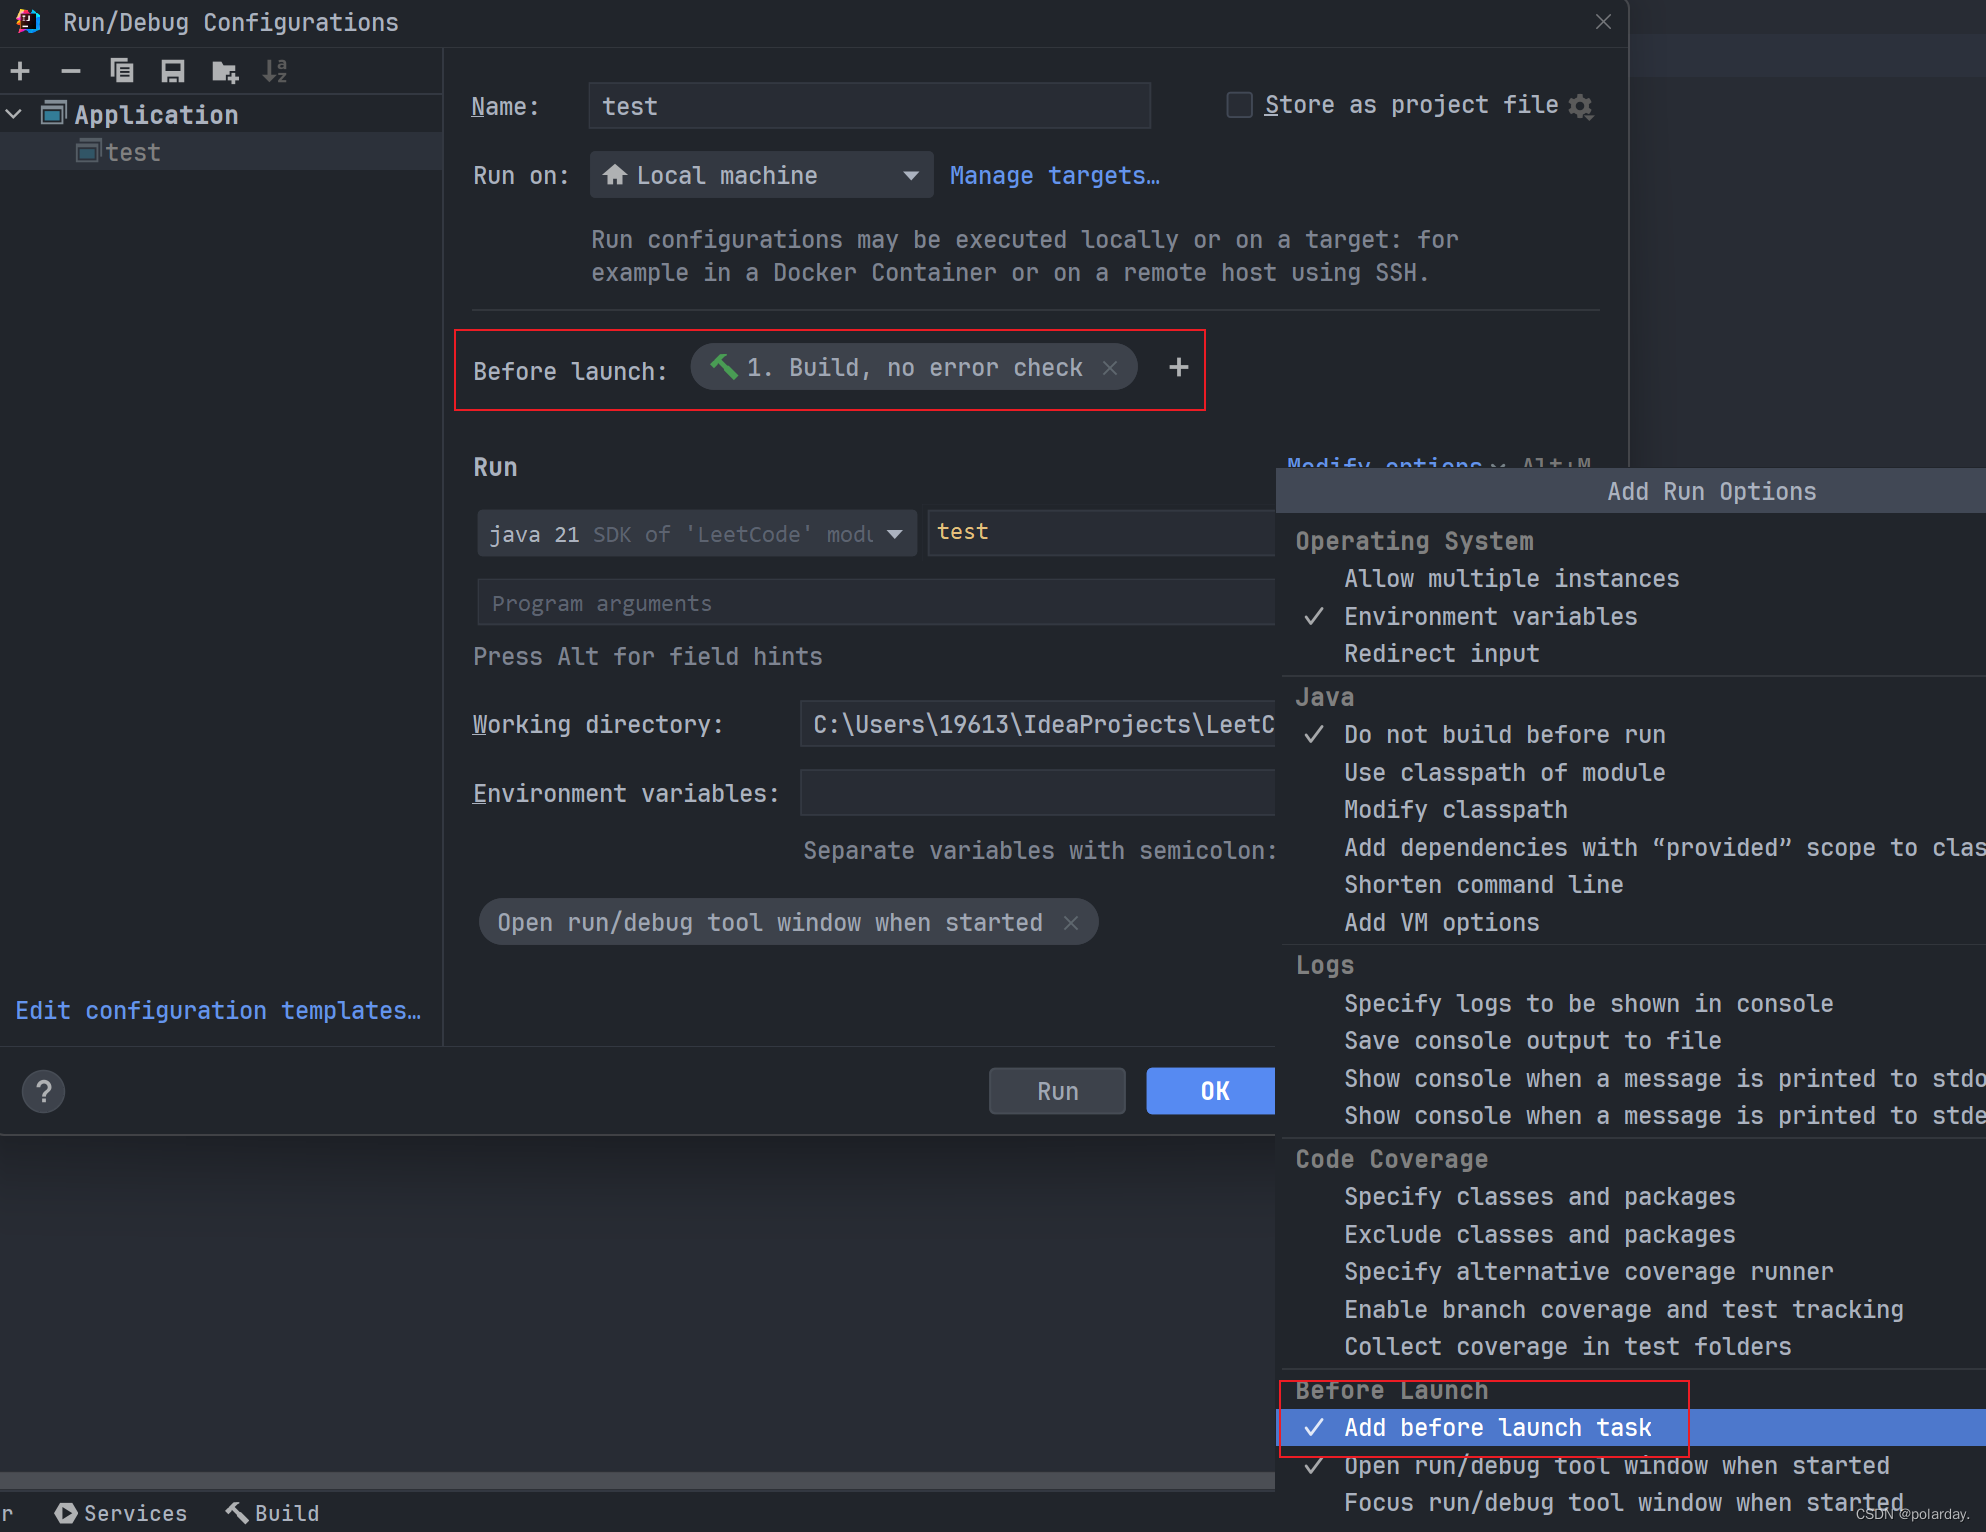 Run/Debug Configurations
Application
test
Edit configuration templates…
Name: test
Store as project file
Run on: Local machine Manage targets…
Run configurations may be executed locally or on a target: for
example in a Docker Container or on a remote host using SSH.
Before launch: 1. Build, no error check
Run
Modify options Alt+M
java 21 SDK of 'LeetCode' modu
test
Program arguments
Press Alt for field hints
Working directory: C:\Users\19613\IdeaProjects\LeetC
Environment variables:
Separate variables with semicolon:
Open run/debug tool window when started
? Run OK
Add Run Options
Operating System
Allow multiple instances
Environment variables
Redirect input
Java
Do not build before run
Use classpath of module
Modify classpath
Add dependencies with “provided” scope to clas
Shorten command line
Add VM options
Logs
Specify logs to be shown in console
Save console output to file
Show console when a message is printed to stdo
Show console when a message is printed to stde
Code Coverage
Specify classes and packages
Exclude classes and packages
Specify alternative coverage runner
Enable branch coverage and test tracking
Collect coverage in test folders
Before Launch
Add before launch task
Open run/debug tool window when started
Focus run/debug tool window when started
r Services Build
CSDN @polarday.